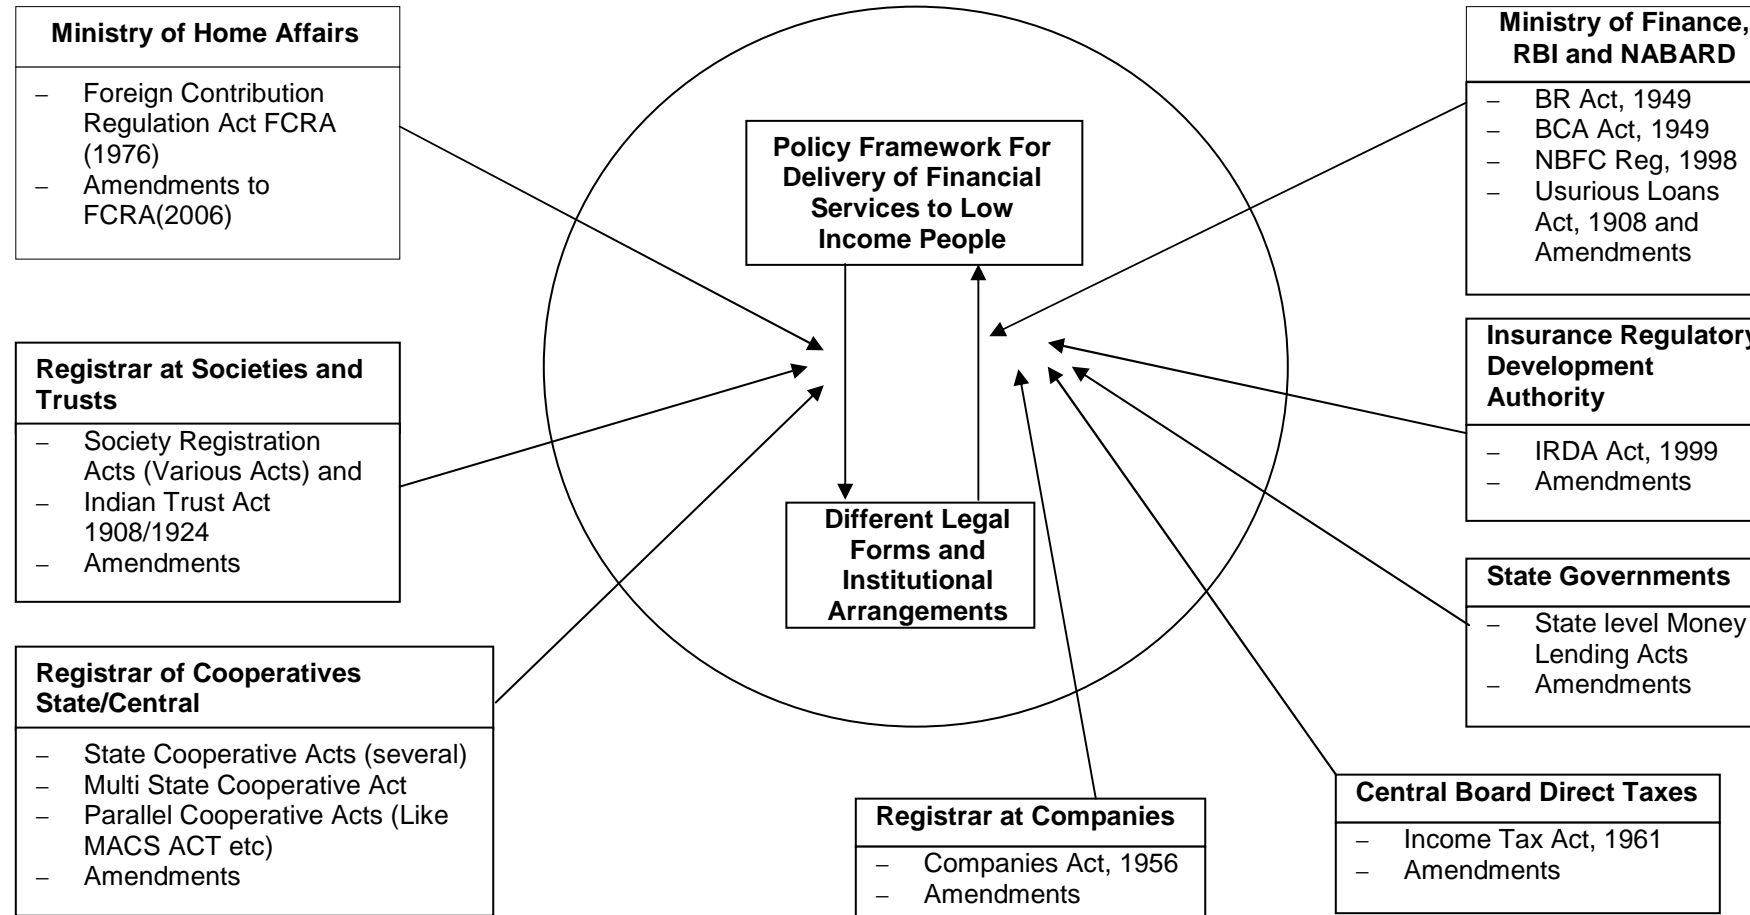 Ministry of Home Affairs
– Foreign Contribution
Regulation Act FCRA
(1976)
– Amendments to
FCRA(2006)
Registrar at Societies and
Trusts
– Society Registration
Acts (Various Acts) and
– Indian Trust Act
1908/1924
– Amendments
Registrar of Cooperatives
State/Central
– State Cooperative Acts (several)
– Multi State Cooperative Act
– Parallel Cooperative Acts (Like
MACS ACT etc)
– Amendments
Policy Framework For
Delivery of Financial
Services to Low
Income People
Different Legal
Forms and
Institutional
Arrangements
Ministry of Finance,
RBI and NABARD
– BR Act, 1949
– BCA Act, 1949
– NBFC Reg, 1998
– Usurious Loans
Act, 1908 and
Amendments
Insurance Regulatory
Development
Authority
– IRDA Act, 1999
– Amendments
State Governments
– State level Money
Lending Acts
– Amendments
Central Board Direct Taxes
– Income Tax Act, 1961
– Amendments
Registrar at Companies
– Companies Act, 1956
– Amendments